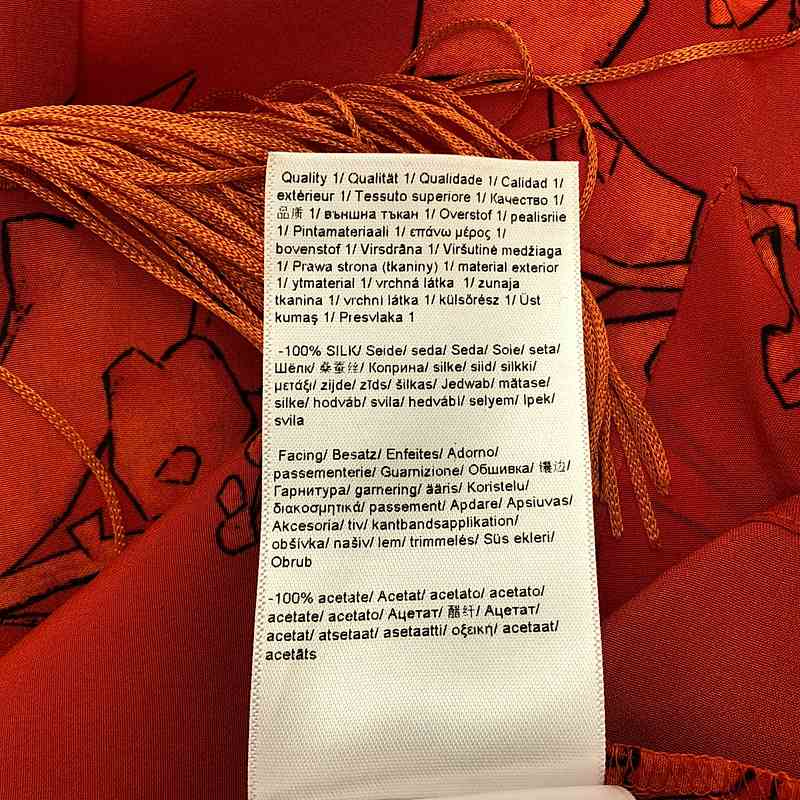 Quality 1/ Qualität 1/ Qualidade 1/ Calidad 1/
extérieur 1/ Tessuto superiore 1/ Качество 1/
品质 1/ външна тъкан 1/ Overstof 1/ pealisriie
1/ Pintamateriaali 1/ επάνω μέρος 1/
bovenstof 1/ Virsdrāna 1/ Viršutinė medžiaga
1/ Prawa strona (tkaniny) 1/ material exterior
1/ ytmaterial 1/ vrchná látka 1/ zunaja
tkanina 1/ vrchní látka 1/ külsőrész 1/ Üst
kumaş 1/ Presvlaka 1
-100% SILK/ Seide/ seda/ Seda/ Soie/ seta/
Шёлк/ 桑蚕丝/ Коприна/ silke/ siid/ silkki/
μετάξι/ zijde/ zīds/ šilkas/ Jedwab/ mătase/
silke/ hodváb/ svila/ hedvábí/ selyem/ Ipek/
svila
Facing/ Besatz/ Enfeites/ Adorno/
passementerie/ Guarnizione/ Обшивка/ 镶边/
Гарнитура/ garnering/ ääris/ Koristelu/
διακοσμητικά/ passement/ Apdare/ Apsiuvas/
Akcesoria/ tiv/ kantbandsapplikation/
obšívka/ našiv/ lem/ trimmelés/ Süs ekleri/
Obrub
-100% acetate/ Acetat/ acetato/ acetato/
acetate/ acetato/ Ацетат/ 醋纤/ Ацетат/
acetat/ atsetaat/ asetaatti/ οξεική/ acetaat/
acetāts